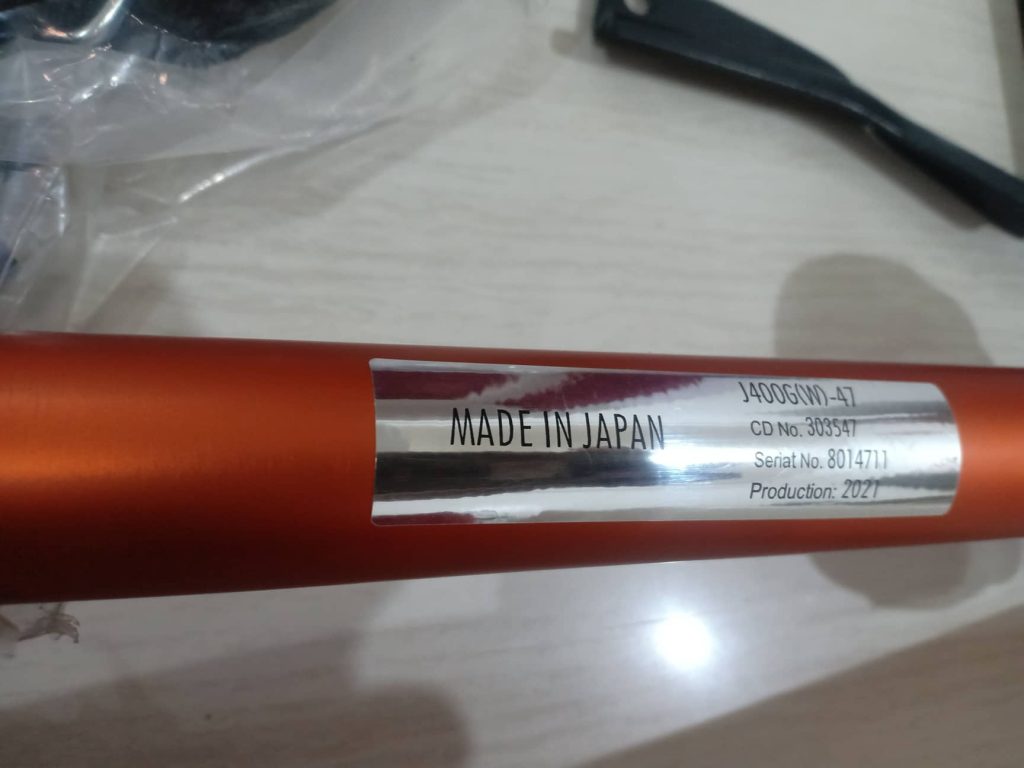 MADE IN JAPAN
J400G(W)-47
CD No. 303547
Seriat No. 8014711
Production: 2021